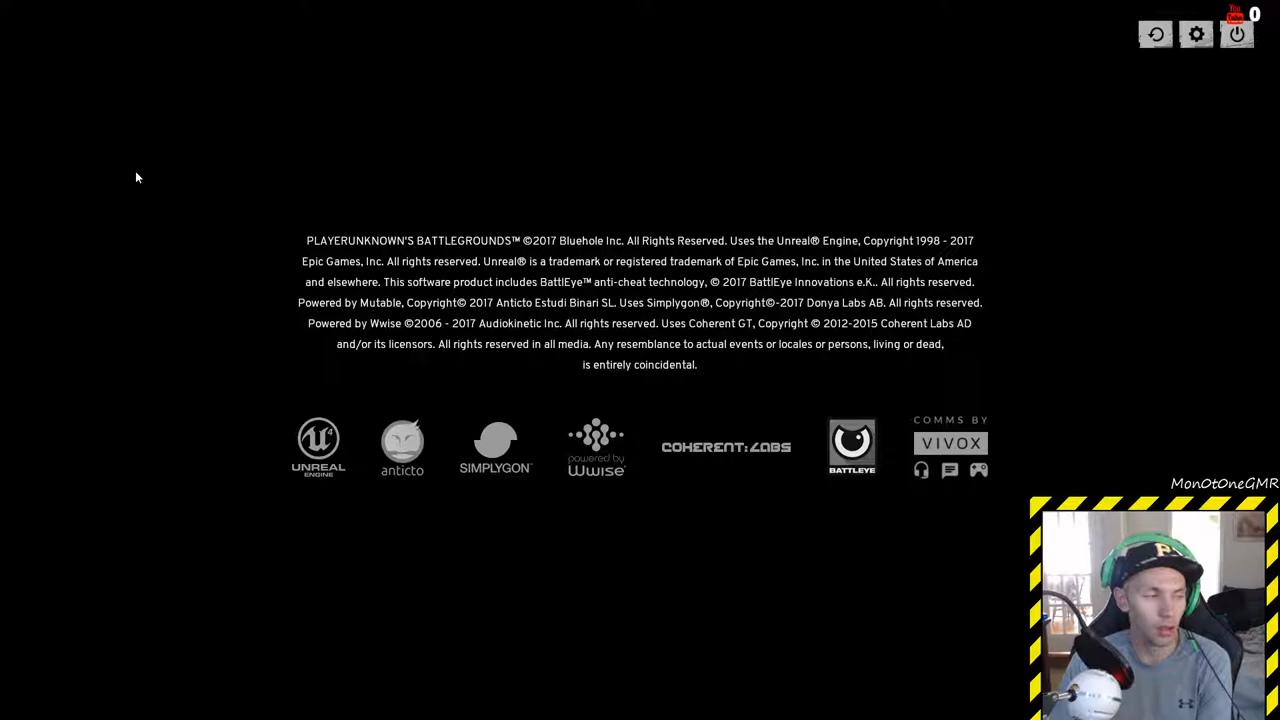 You
Tube
0
PLAYERUNKNOWN'S BATTLEGROUNDS™ ©2017 Bluehole Inc. All Rights Reserved. Uses the Unreal® Engine, Copyright 1998 - 2017
Epic Games, Inc. All rights reserved. Unreal® is a trademark or registered trademark of Epic Games, Inc. in the United States of America
and elsewhere. This software product includes BattlEye™ anti-cheat technology, © 2017 BattlEye Innovations e.K.. All rights reserved.
Powered by Mutable, Copyright© 2017 Anticto Estudi Binari SL. Uses Simplygon®, Copyright©-2017 Donya Labs AB. All rights reserved.
Powered by Wwise ©2006 - 2017 Audiokinetic Inc. All rights reserved. Uses Coherent GT, Copyright © 2012-2015 Coherent Labs AD
and/or its licensors. All rights reserved in all media. Any resemblance to actual events or locales or persons, living or dead,
is entirely coincidental.
4
UNREAL
ENGINE
anticto
SIMPLYGON™
powered by
Wwise
COHERENT:LABS
BATTLEYE
COMMS BY
VIVOX
MonOtOneGMR
P